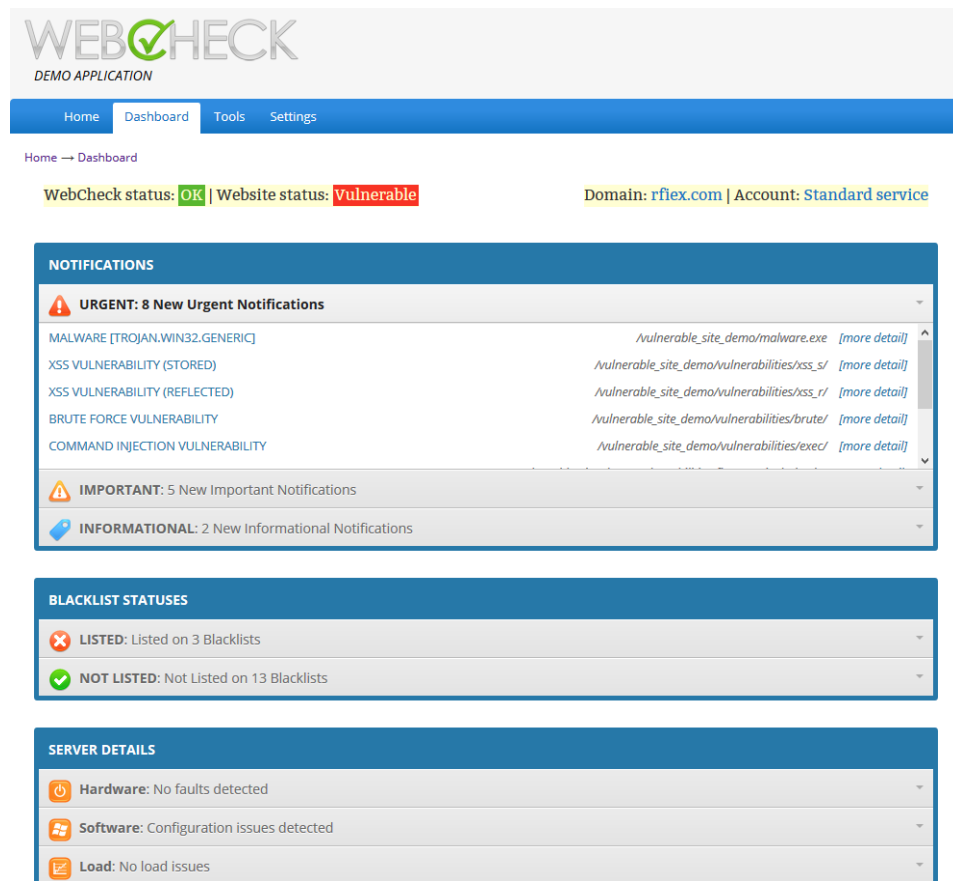 WEBCHECK
DEMO APPLICATION
Home Dashboard Tools Settings
Home → Dashboard
WebCheck status: OK | Website status: Vulnerable Domain: rfiex.com | Account: Standard service
NOTIFICATIONS
URGENT: 8 New Urgent Notifications
MALWARE [TROJAN.WIN32.GENERIC] /vulnerable_site_demo/malware.exe [more detail]
XSS VULNERABILITY (STORED) /vulnerable_site_demo/vulnerabilities/xss_s/ [more detail]
XSS VULNERABILITY (REFLECTED) /vulnerable_site_demo/vulnerabilities/xss_r/ [more detail]
BRUTE FORCE VULNERABILITY /vulnerable_site_demo/vulnerabilities/brute/ [more detail]
COMMAND INJECTION VULNERABILITY /vulnerable_site_demo/vulnerabilities/exec/ [more detail]
IMPORTANT: 5 New Important Notifications
INFORMATIONAL: 2 New Informational Notifications
BLACKLIST STATUSES
LISTED: Listed on 3 Blacklists
NOT LISTED: Not Listed on 13 Blacklists
SERVER DETAILS
Hardware: No faults detected
Software: Configuration issues detected
Load: No load issues